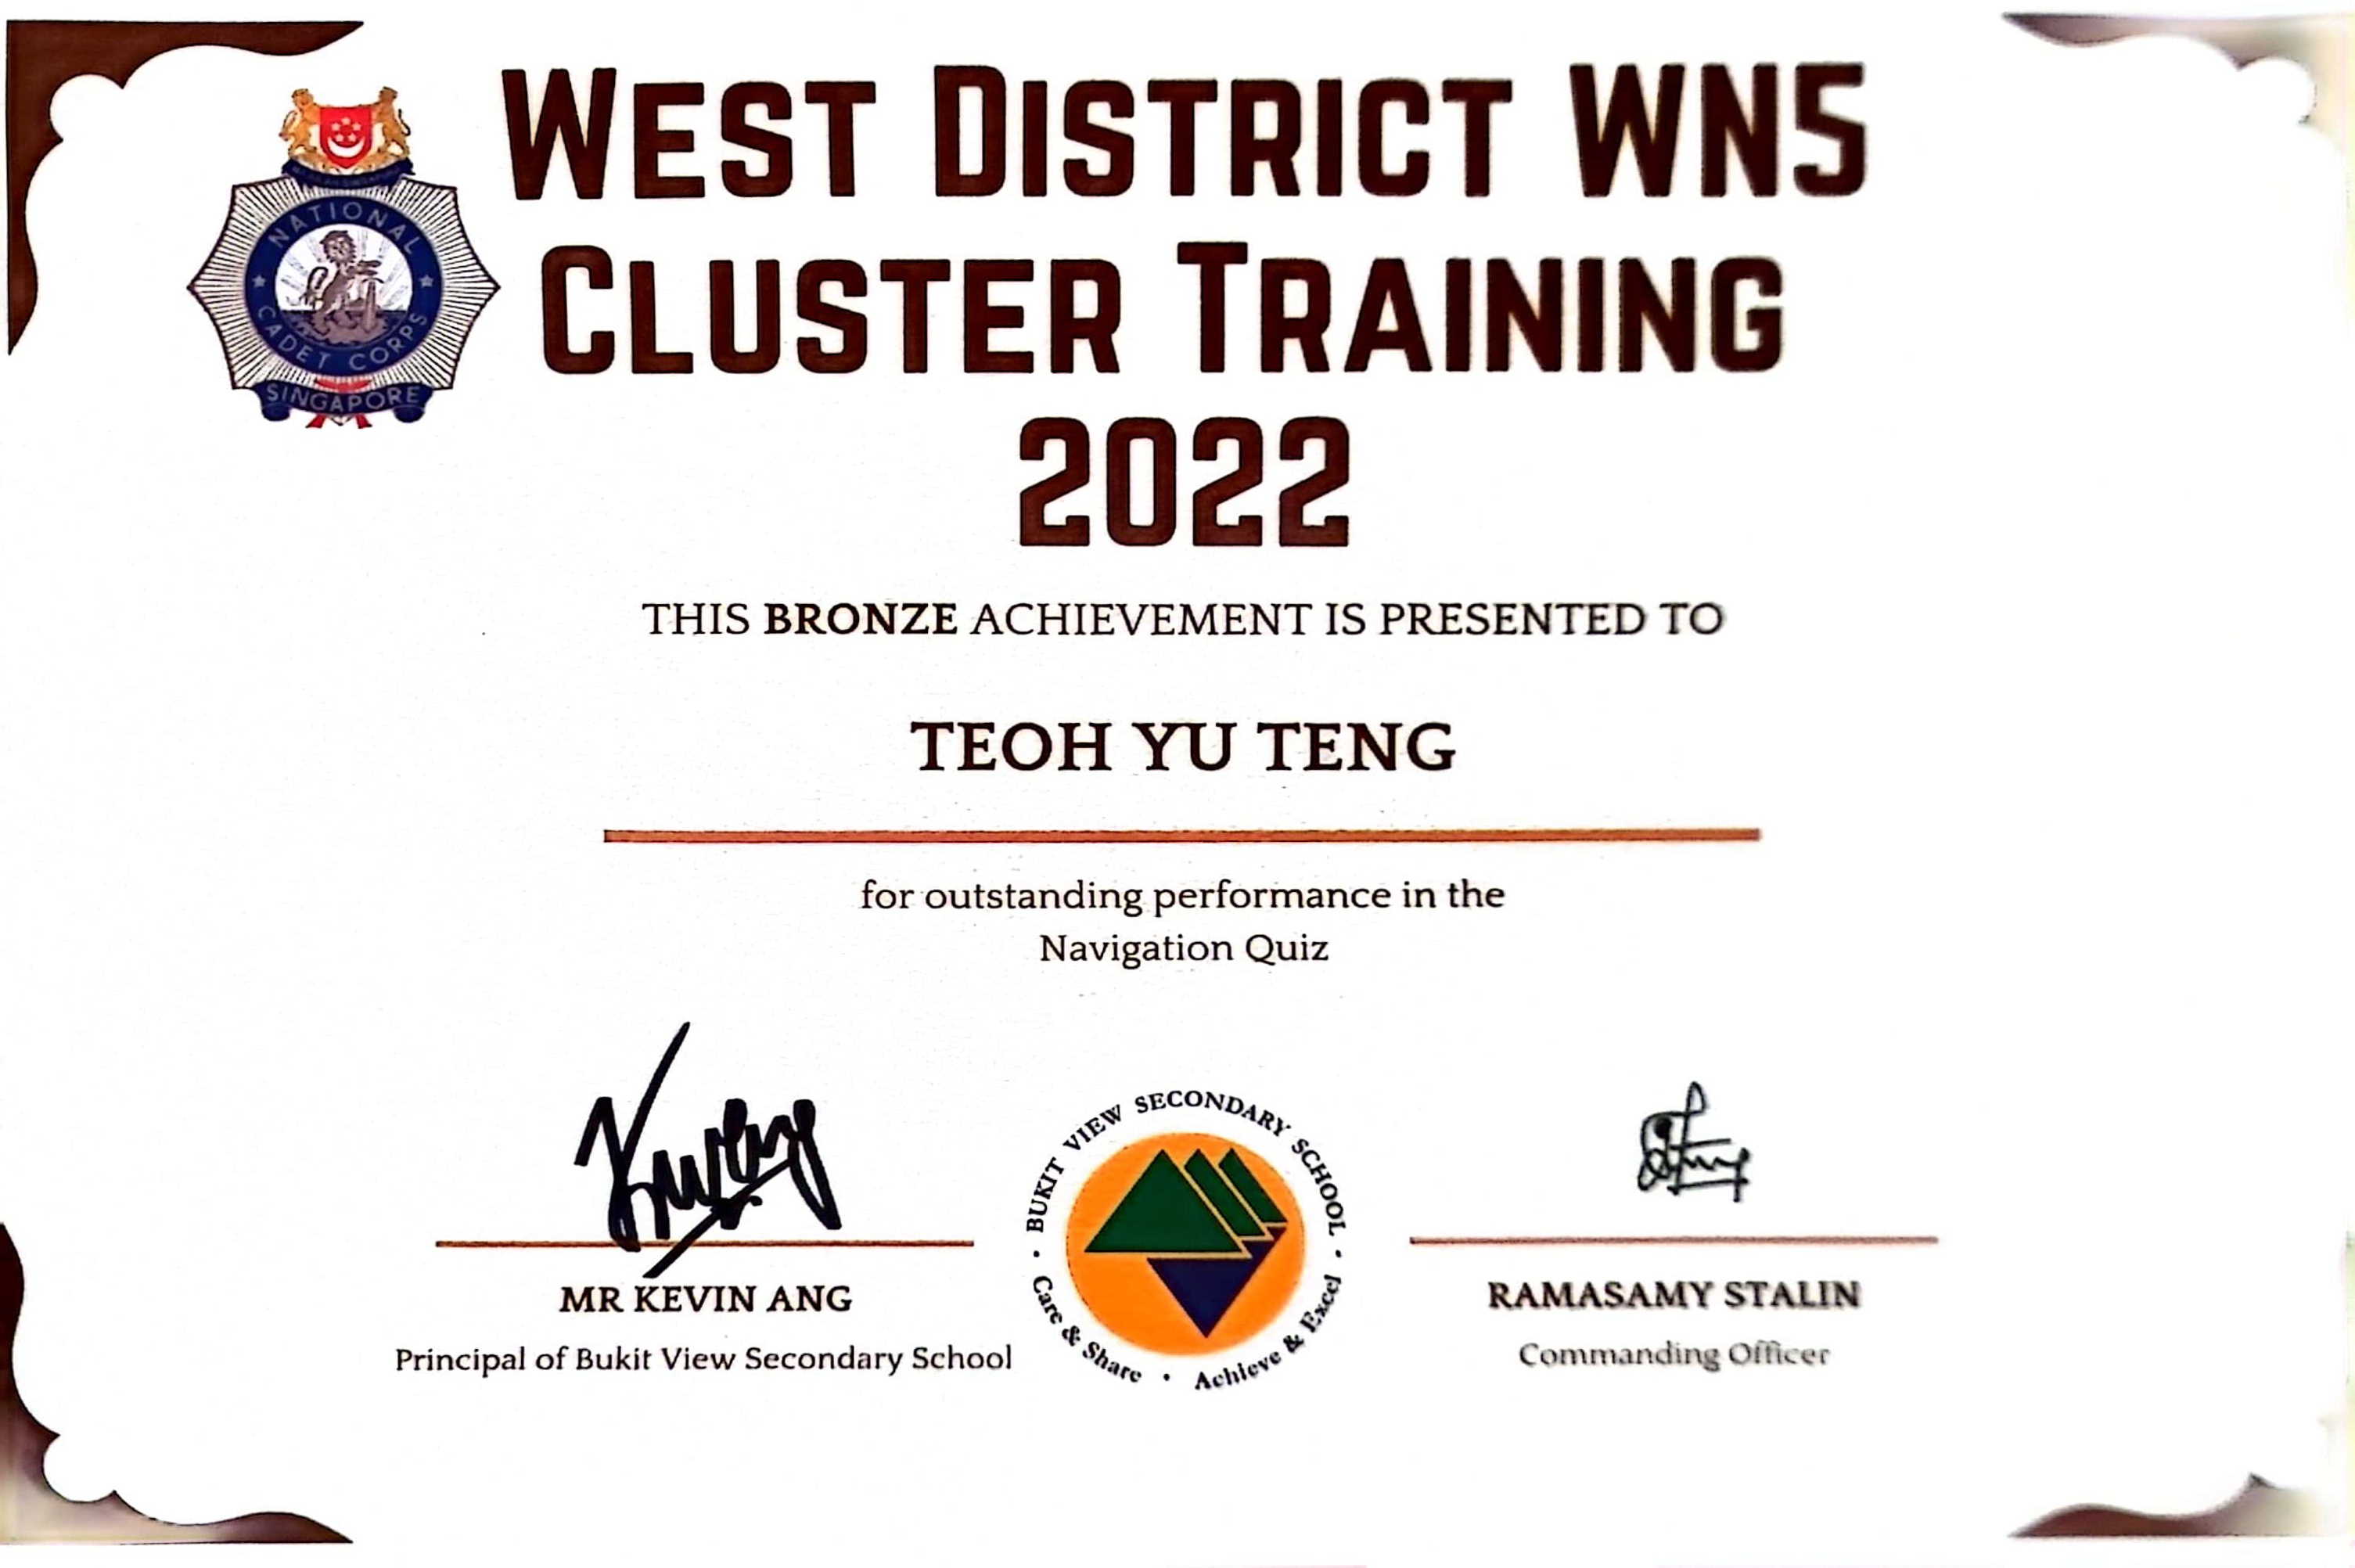 WEST DISTRICT WN5
CLUSTER TRAINING
2022
NATIONAL
CADET CORPS
SINGAPORE
THIS BRONZE ACHIEVEMENT IS PRESENTED TO
TEOH YU TENG
for outstanding performance in the
Navigation Quiz
BUKIT VIEW SECONDARY SCHOOL
Care & Share • Achieve & Excel
MR KEVIN ANG
Principal of Bukit View Secondary School
RAMASAMY STALIN
Commanding Officer